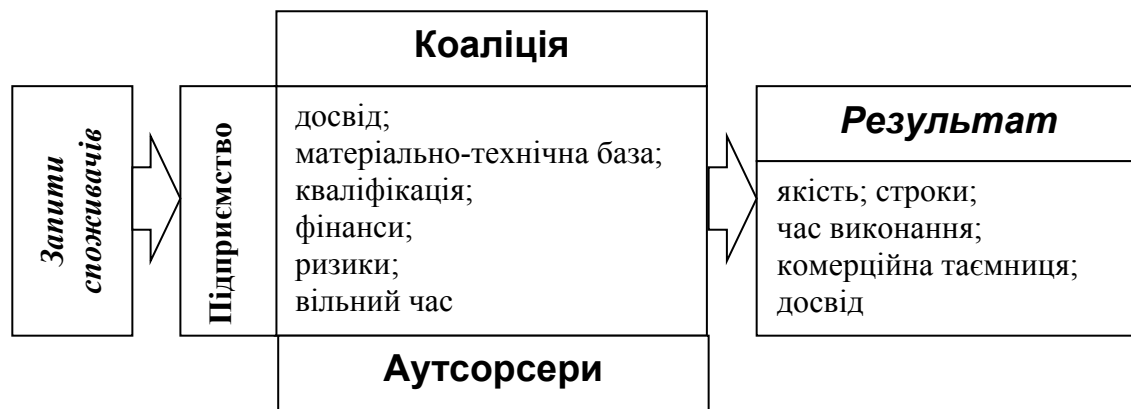 Запити
споживачів
Підприємство
Коаліція
досвід;
матеріально-технічна база;
кваліфікація;
фінанси;
ризики;
вільний час
Аутсорсери
Результат
якість; строки;
час виконання;
комерційна таємниця;
досвід